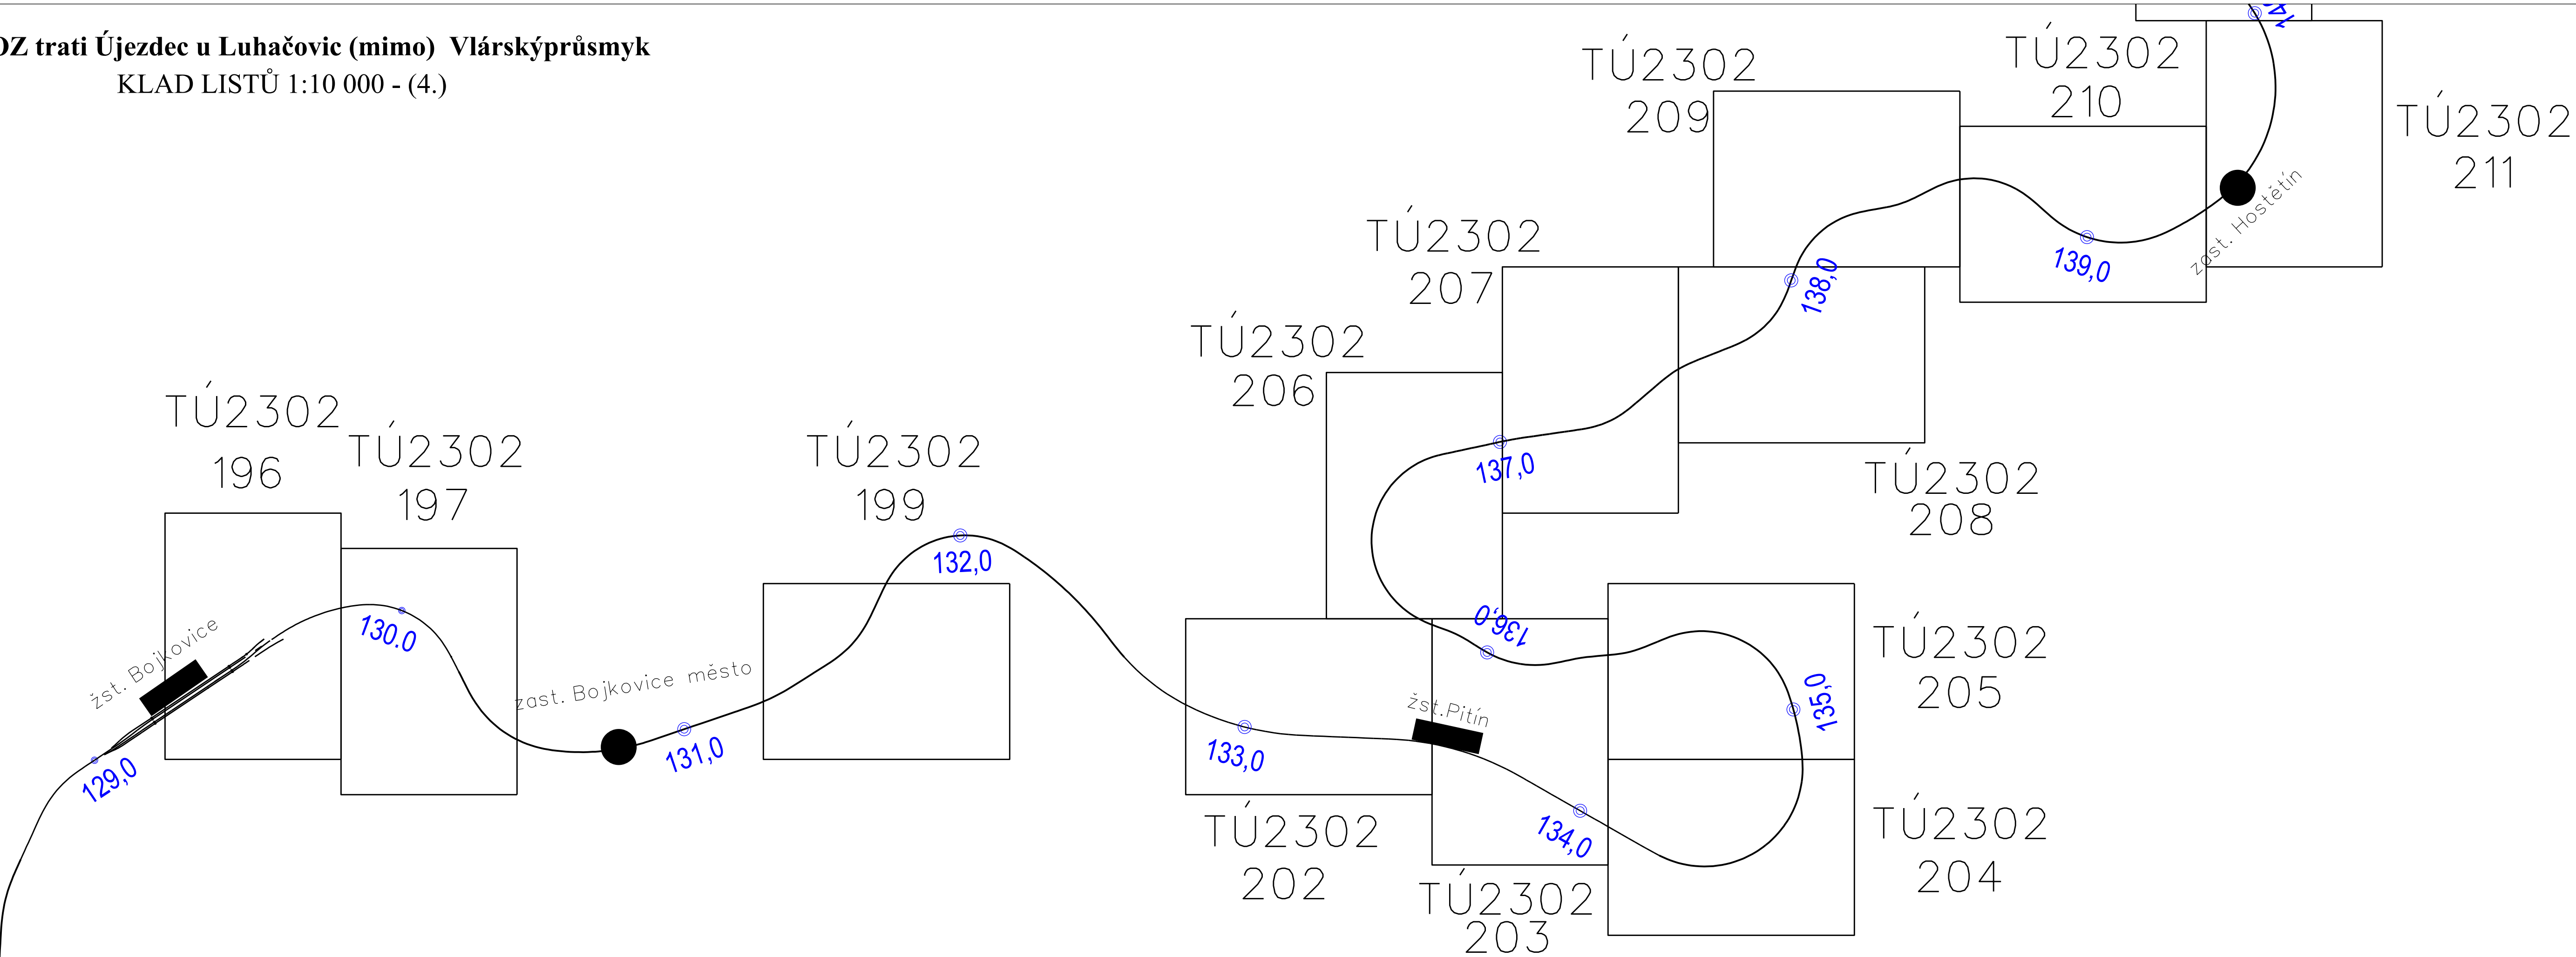 OZ trati Újezdec u Luhačovic (mimo)  Vlárskýprůsmyk
KLAD LISTŮ 1:10 000 - (4.)
TÚ2302
209
TÚ2302
210
TÚ2302
211
zast. Hostětín
139,0
138,0
TÚ2302
207
TÚ2302
206
137,0
TÚ2302
208
TÚ2302
196
TÚ2302
197
TÚ2302
199
132,0
130.0
žst. Bojkovice
129,0
zast. Bojkovice město
131,0
136,0
TÚ2302
205
135,0
žst.Pitín
133,0
134,0
TÚ2302
202
TÚ2302
203
TÚ2302
204